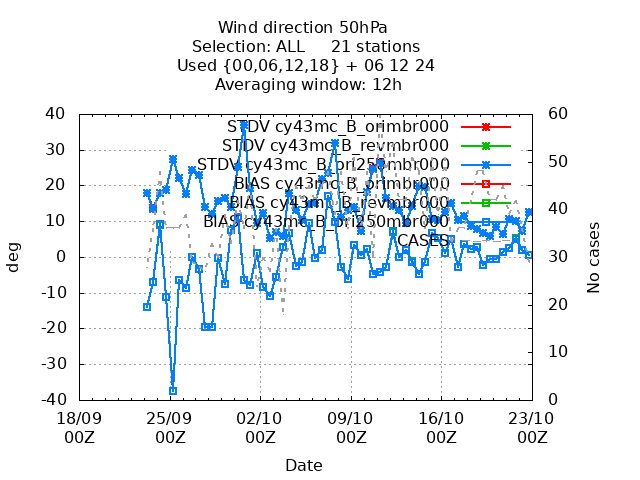 Wind direction 50hPa
Selection: ALL 21 stations
Used {00,06,12,18} + 06 12 24
Averaging window: 12h
40
30
20
10
0
-10
-20
-30
-40
deg
60
50
40
30
20
10
0
No cases
STDV cy43mc_B_orimbr000
STDV cy43mc_B_revmbr000
STDV cy43mc_B_ori250mbr000
BIAS cy43mc_B_orimbr000
BIAS cy43mc_B_revmbr000
BIAS cy43mc_B_ori250mbr000
CASES
18/09 25/09 02/10 09/10 16/10 23/10
00Z 00Z 00Z 00Z 00Z 00Z
Date